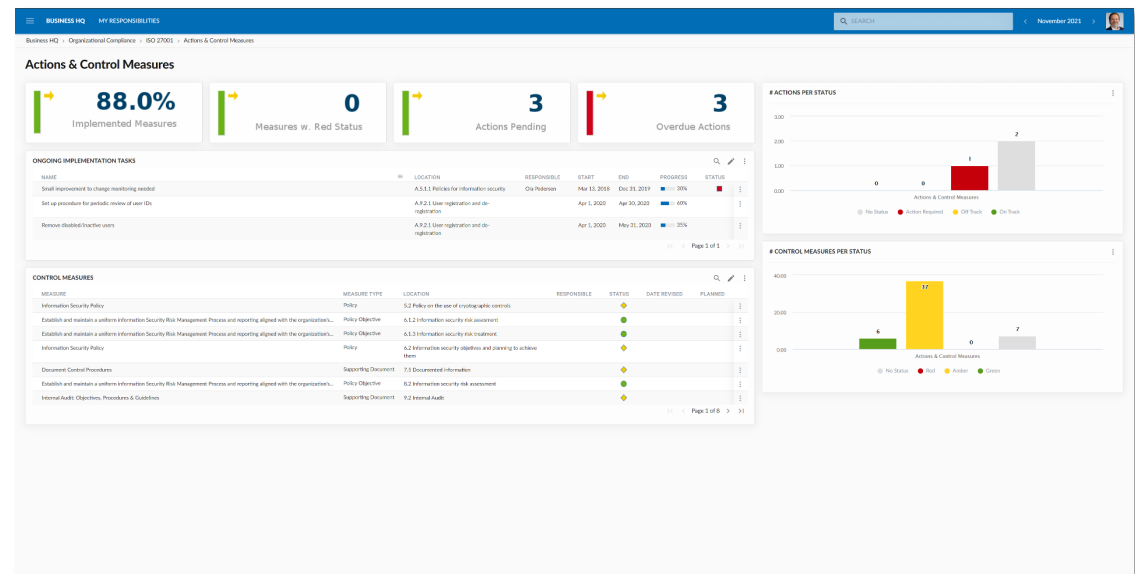 BUSINESS HQ MY RESPONSIBILITIES SEARCH November 2021
Business HQ > Organizational Compliance > ISO 27001 > Actions & Control Measures
Actions & Control Measures
88.0%
Implemented Measures
0
Measures w. Red Status
3
Actions Pending
3
Overdue Actions
ONGOING IMPLEMENTATION TASKS
NAME LOCATION RESPONSIBLE START END PROGRESS STATUS
Small improvement to change monitoring needed A.5.1.1 Policies for information security Ola Pedersen Mar 13, 2018 Dec 31, 2019 30%
Set up procedure for periodic review of user IDs A.9.2.1 User registration and de-
registration Apr 1, 2020 Apr 30, 2020 60%
Remove disabled/inactive users A.9.2.1 User registration and de-
registration Apr 1, 2020 May 31, 2020 35%
Page 1 of 1
CONTROL MEASURES
MEASURE MEASURE TYPE LOCATION RESPONSIBLE STATUS DATE REVISED PLANNED
Information Security Policy Policy 5.2 Policy on the use of cryptographic controls
Establish and maintain a uniform information Security Risk Management Process and reporting aligned with the organization's... Policy Objective 6.1.2 Information security risk assessment
Establish and maintain a uniform information Security Risk Management Process and reporting aligned with the organization's... Policy Objective 6.1.3 Information security risk treatment
Information Security Policy Policy 6.2 Information security objetives and planning to achieve
them
Document Control Procedures Supporting Document 7.5 Documented information
Establish and maintain a uniform information Security Risk Management Process and reporting aligned with the organization's... Policy Objective 8.2 Information security risk assessment
Internal Audit: Objectives, Procedures & Guidelines Supporting Document 9.2 Internal Audit
Page 1 of 8
# ACTIONS PER STATUS
3.00
2.00
1.00
0.00
0 0 1 2
Actions & Control Measures
No Status Action Required Off Track On Track
# CONTROL MEASURES PER STATUS
40.00
20.00
0.00
6 37 0 7
Actions & Control Measures
No Status Red Amber Green